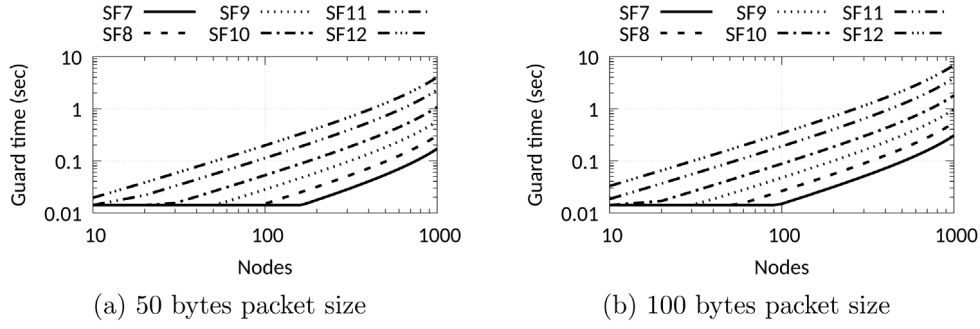 SF7 SF9 SF11
SF8 SF10 SF12
10
1
0.1
0.01
Guard time (sec)
10 100 1000
Nodes
(a) 50 bytes packet size
SF7 SF9 SF11
SF8 SF10 SF12
10
1
0.1
0.01
Guard time (sec)
10 100 1000
Nodes
(b) 100 bytes packet size